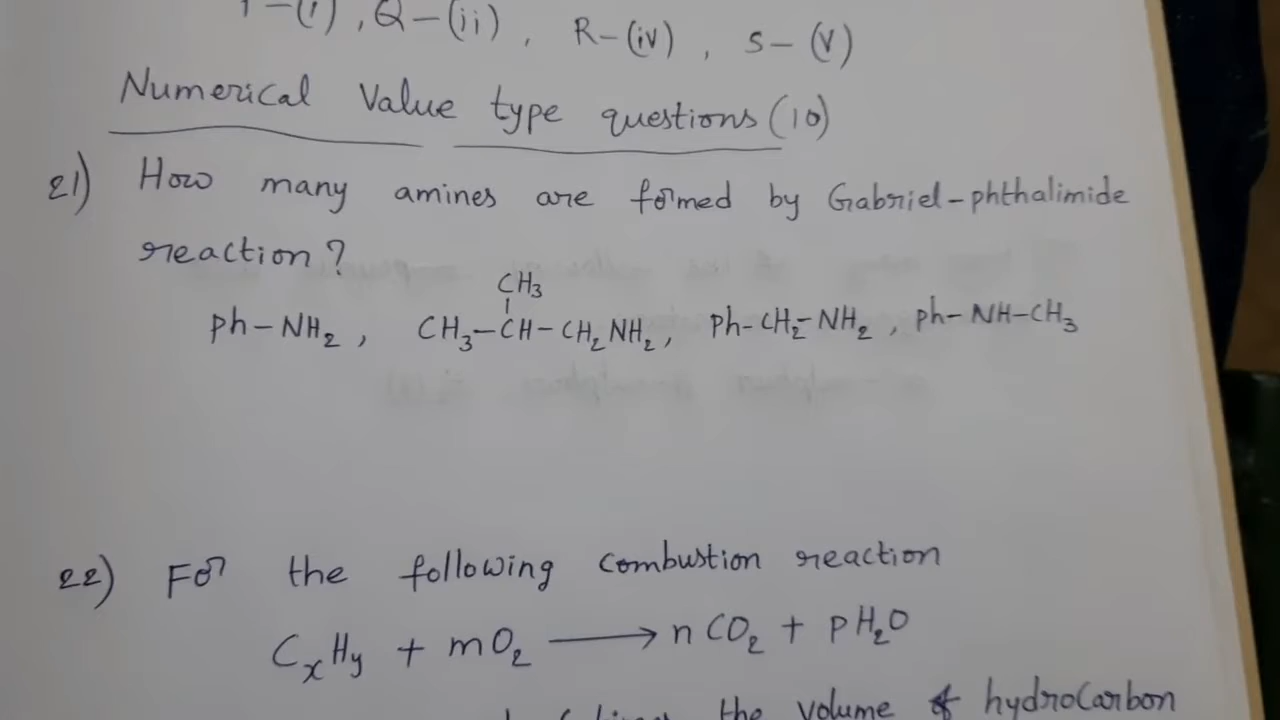 P-(i), Q-(ii), R-(iv), S-(V)
Numerical Value type questions (10)
21) How many amines are formed by Gabriel-phthalimide
reaction?
CH₃
ph-NH₂, CH₃-CH-CH₂NH₂, ph-CH₂-NH₂, ph-NH-CH₃
22) For the following combustion reaction
CₓHy + mO₂ ⟶ nCO₂ + pH₂O
the volume of hydrocarbon